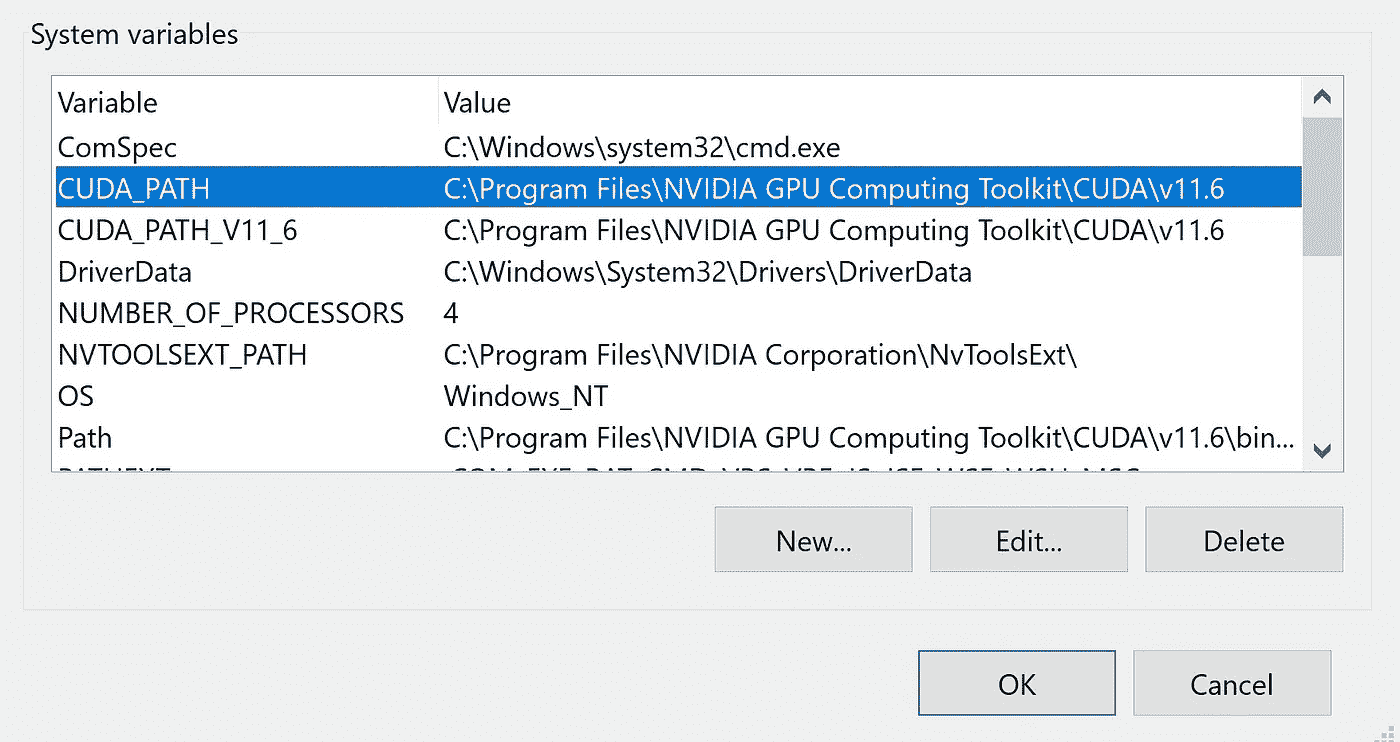 System variables
Variable Value
ComSpec C:\Windows\system32\cmd.exe
CUDA_PATH C:\Program Files\NVIDIA GPU Computing Toolkit\CUDA\v11.6
CUDA_PATH_V11_6 C:\Program Files\NVIDIA GPU Computing Toolkit\CUDA\v11.6
DriverData C:\Windows\System32\Drivers\DriverData
NUMBER_OF_PROCESSORS 4
NVTOOLSEXT_PATH C:\Program Files\NVIDIA Corporation\NvToolsExt\
OS Windows_NT
Path C:\Program Files\NVIDIA GPU Computing Toolkit\CUDA\v11.6\bin...
New... Edit... Delete
OK Cancel